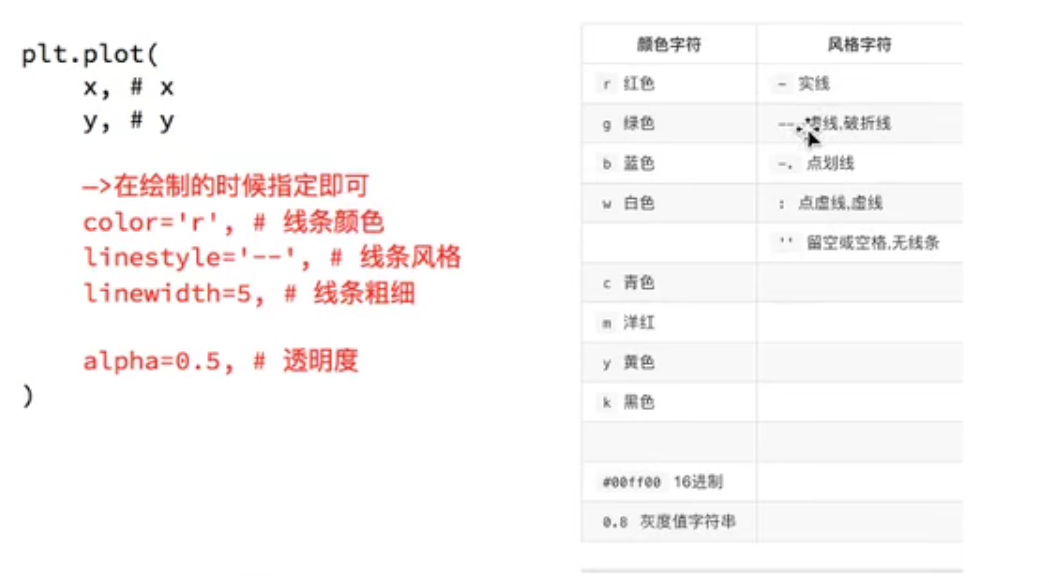 plt.plot(
x, # x
y, # y
—>在绘制的时候指定即可
color='r', # 线条颜色
linestyle='--', # 线条风格
linewidth=5, # 线条粗细
alpha=0.5, # 透明度
)
颜色字符 风格字符
r 红色 - 实线
g 绿色 -- 虚线,破折线
b 蓝色 -. 点划线
w 白色 : 点虚线,虚线
'' 留空或空格,无线条
c 青色
m 洋红
y 黄色
k 黑色
#00ff00 16进制
0.8 灰度值字符串